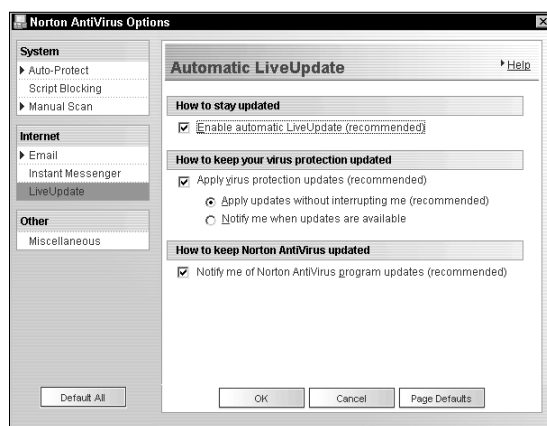 Norton AntiVirus Options
System
Auto-Protect
Script Blocking
Manual Scan
Internet
Email
Instant Messenger
LiveUpdate
Other
Miscellaneous
Default All
Automatic LiveUpdate
Help
How to stay updated
Enable automatic LiveUpdate (recommended)
How to keep your virus protection updated
Apply virus protection updates (recommended)
Apply updates without interrupting me (recommended)
Notify me when updates are available
How to keep Norton AntiVirus updated
Notify me of Norton AntiVirus program updates (recommended)
OK
Cancel
Page Defaults